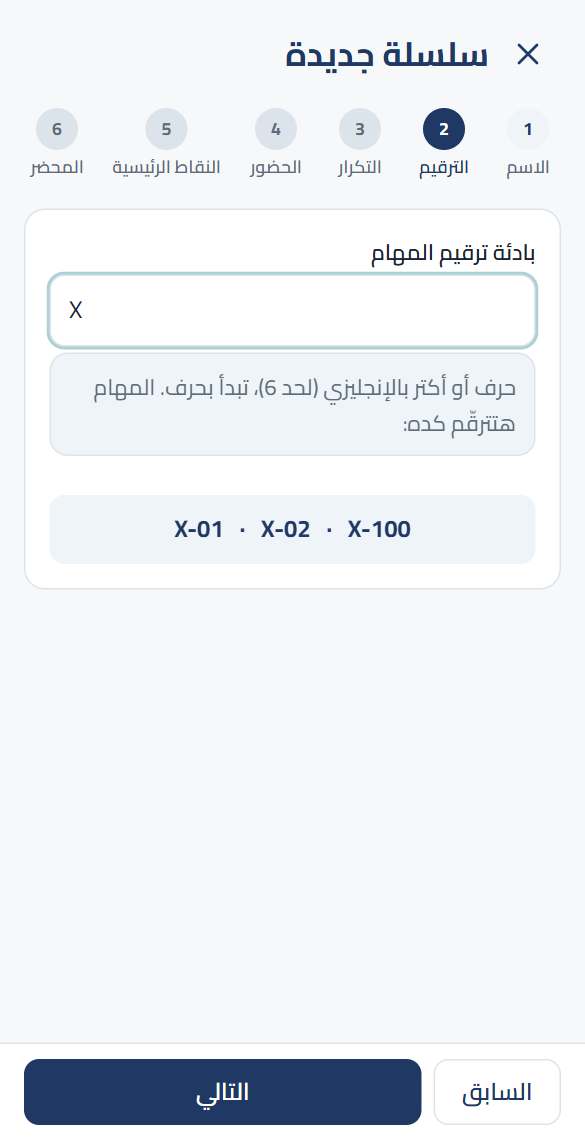 سلسلة جديدة
1 الاسم
2 الترقيم
3 التكرار
4 الحضور
5 النقاط الرئيسية
6 المحضر
بادئة ترقيم المهام
X
حرف أو أكتر بالإنجليزي (لحد 6)، تبدأ بحرف. المهام
هتترقّم كده:
X-01 · X-02 · X-100
السابق
التالي